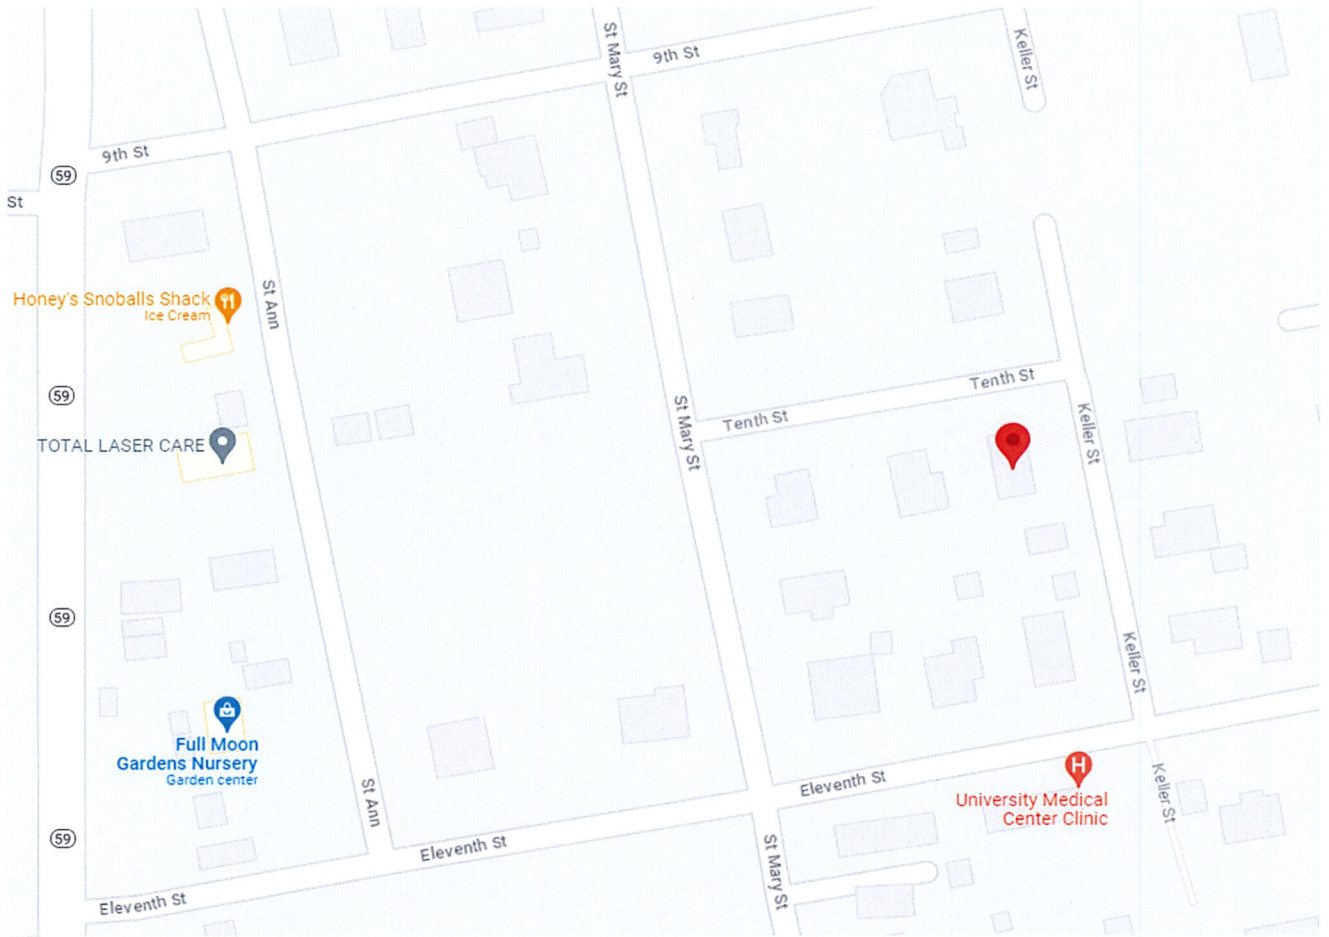 St Mary St
9th St
Keller St
9th St
59
St
St Ann
Honey's Snoballs Shack
Ice Cream
59
Tenth St
Tenth St
St Mary St
Keller St
TOTAL LASER CARE
59
Keller St
Full Moon
Gardens Nursery
Garden center
St Ann
Eleventh St
H
University Medical
Center Clinic
Keller St
59
Eleventh St
St Mary St
Eleventh St